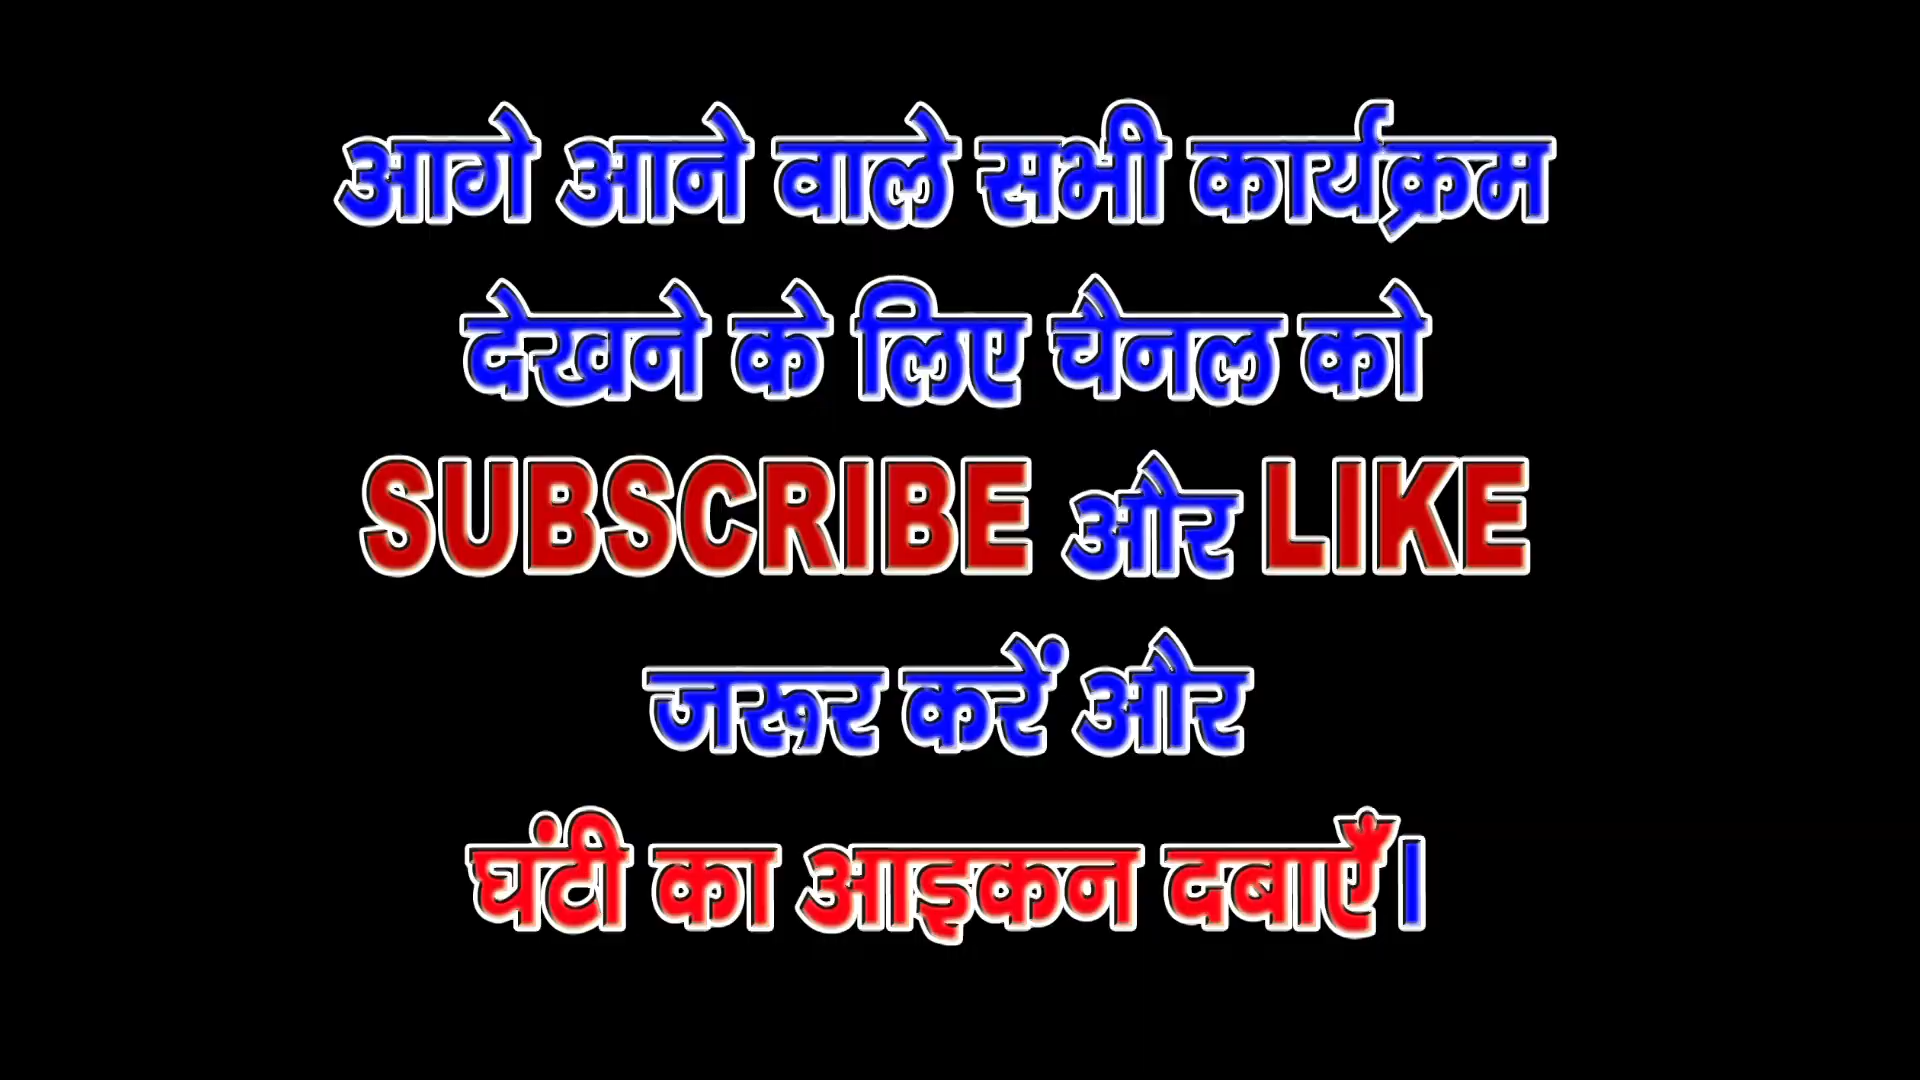 आगे आने वाले सभी कार्यक्रम
देखने के लिए चैनल को
SUBSCRIBE और LIKE
जरूर करें और
घंटी का आइकन दबाएँ।